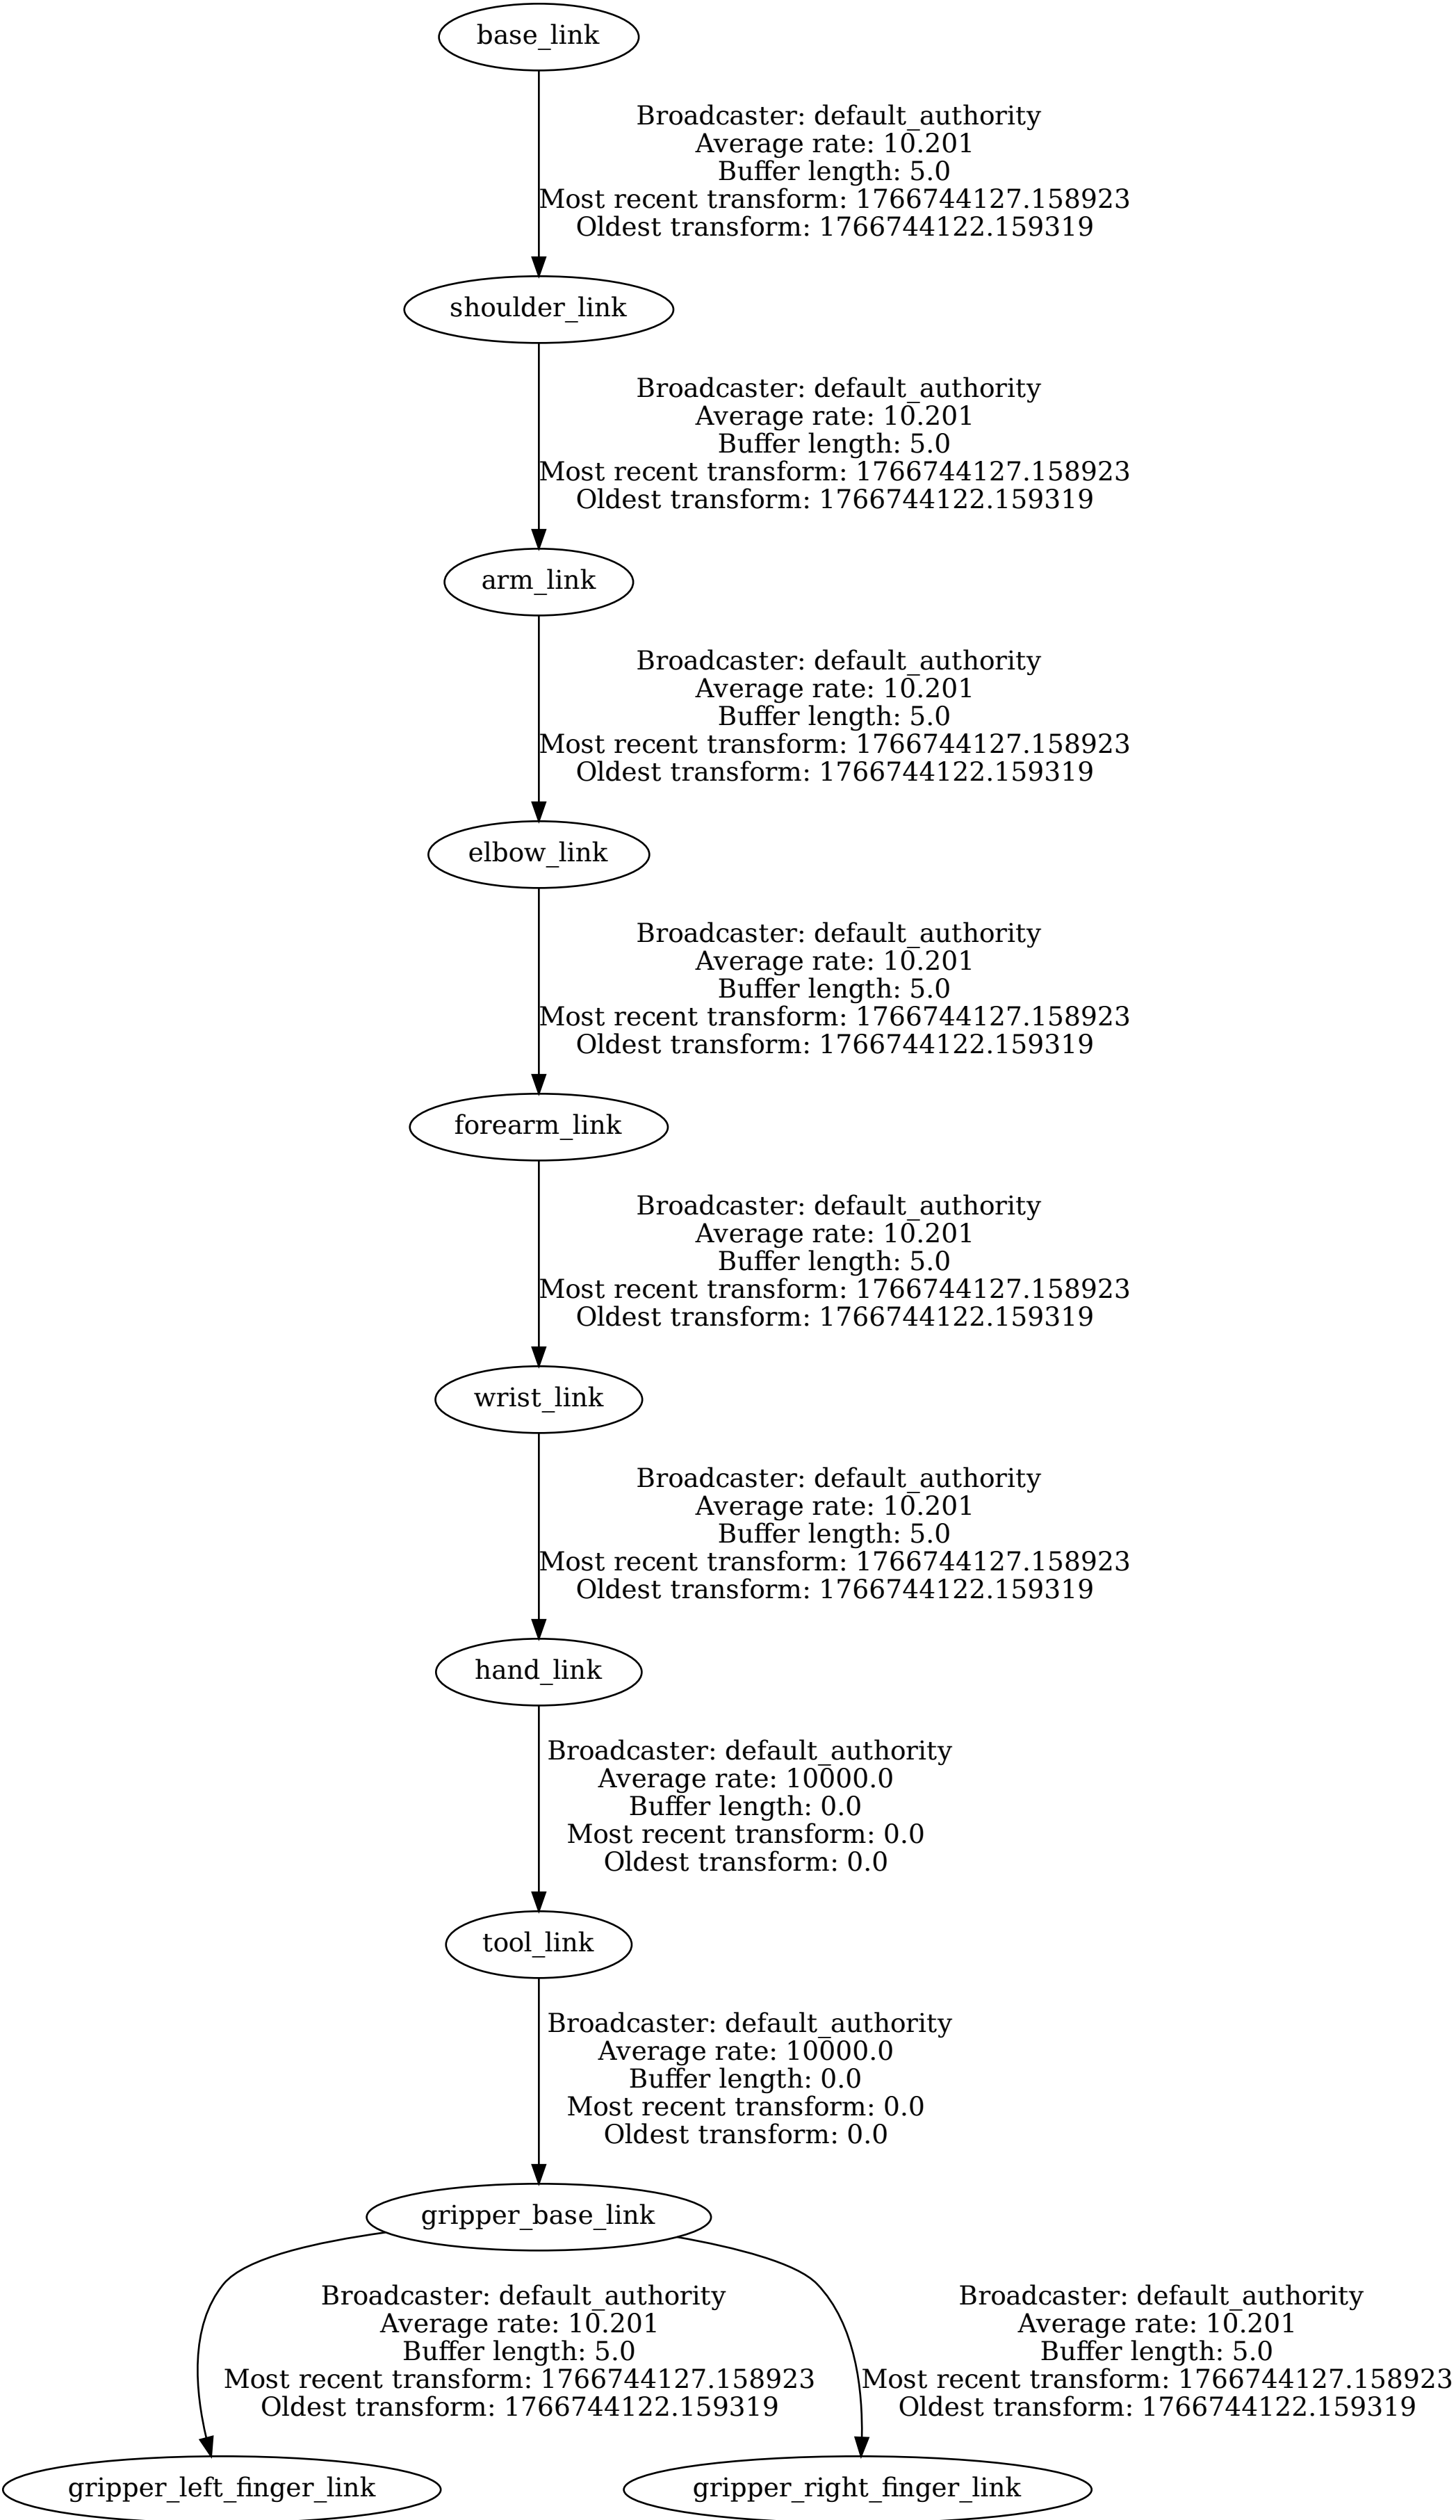 base_link
Broadcaster: default_authority
Average rate: 10.201
Buffer length: 5.0
Most recent transform: 1766744127.158923
Oldest transform: 1766744122.159319
shoulder_link
Broadcaster: default_authority
Average rate: 10.201
Buffer length: 5.0
Most recent transform: 1766744127.158923
Oldest transform: 1766744122.159319
arm_link
Broadcaster: default_authority
Average rate: 10.201
Buffer length: 5.0
Most recent transform: 1766744127.158923
Oldest transform: 1766744122.159319
elbow_link
Broadcaster: default_authority
Average rate: 10.201
Buffer length: 5.0
Most recent transform: 1766744127.158923
Oldest transform: 1766744122.159319
forearm_link
Broadcaster: default_authority
Average rate: 10.201
Buffer length: 5.0
Most recent transform: 1766744127.158923
Oldest transform: 1766744122.159319
wrist_link
Broadcaster: default_authority
Average rate: 10.201
Buffer length: 5.0
Most recent transform: 1766744127.158923
Oldest transform: 1766744122.159319
hand_link
Broadcaster: default_authority
Average rate: 10000.0
Buffer length: 0.0
Most recent transform: 0.0
Oldest transform: 0.0
tool_link
Broadcaster: default_authority
Average rate: 10000.0
Buffer length: 0.0
Most recent transform: 0.0
Oldest transform: 0.0
gripper_base_link
Broadcaster: default_authority
Average rate: 10.201
Buffer length: 5.0
Most recent transform: 1766744127.158923
Oldest transform: 1766744122.159319
Broadcaster: default_authority
Average rate: 10.201
Buffer length: 5.0
Most recent transform: 1766744127.158923
Oldest transform: 1766744122.159319
gripper_left_finger_link
gripper_right_finger_link